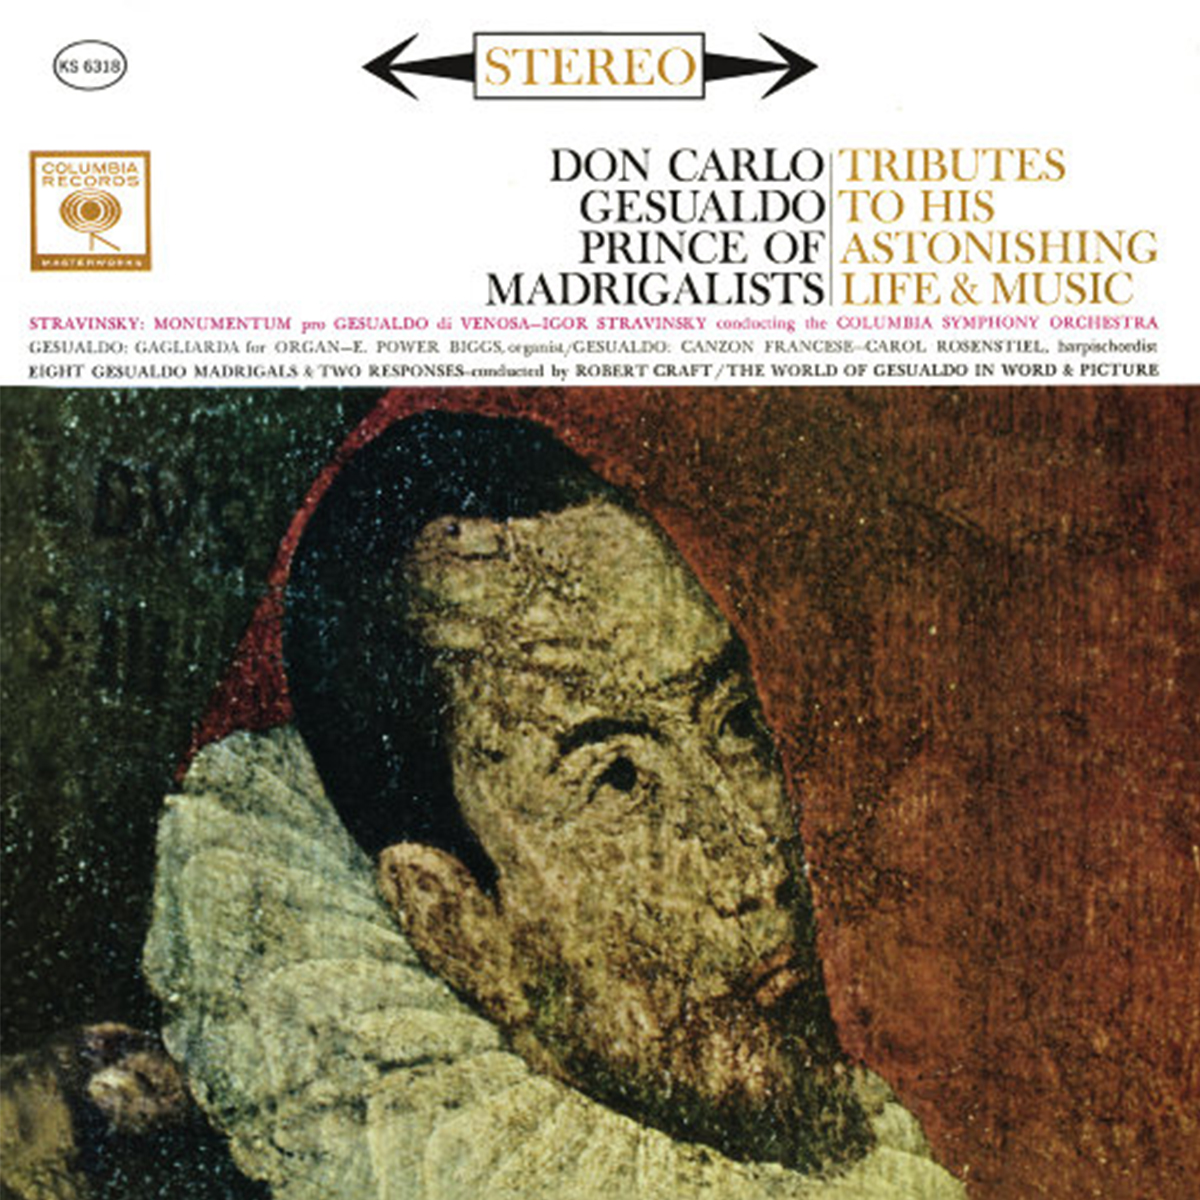 KS 6318
STEREO
COLUMBIA
RECORDS
MASTERWORKS
DON CARLO
GESUALDO
PRINCE OF
MADRIGALISTS
TRIBUTES
TO HIS
ASTONISHING
LIFE & MUSIC
STRAVINSKY: MONUMENTUM pro GESUALDO di VENOSA—IGOR STRAVINSKY conducting the COLUMBIA SYMPHONY ORCHESTRA
GESUALDO: GAGLIARDA for ORGAN—E. POWER BIGGS, organist/GESUALDO: CANZON FRANCESE—CAROL ROSENSTIEL, harpischordist
EIGHT GESUALDO MADRIGALS & TWO RESPONSES—conducted by ROBERT CRAFT/THE WORLD OF GESUALDO IN WORD & PICTURE